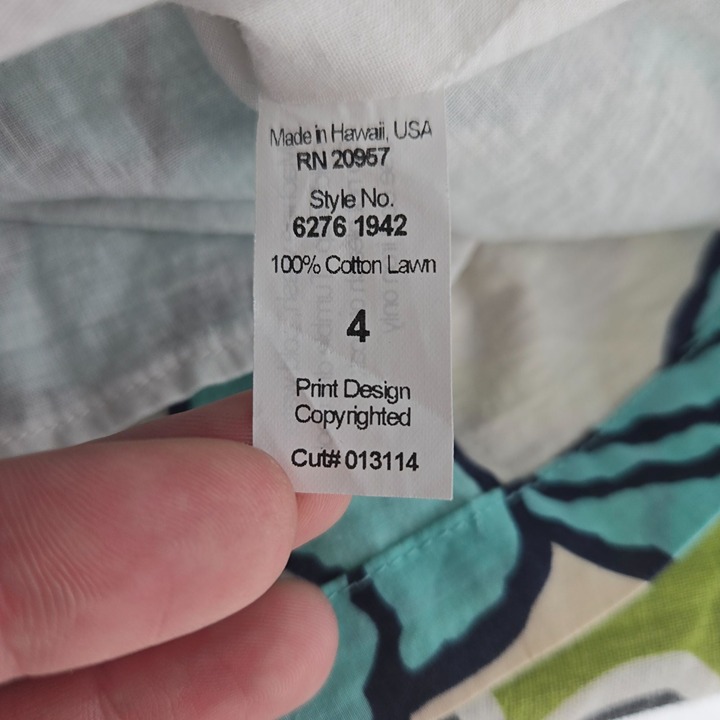 Made in Hawaii, USA
RN 20957
Style No.
6276 1942
100% Cotton Lawn
4
Print Design
Copyrighted
Cut# 013114